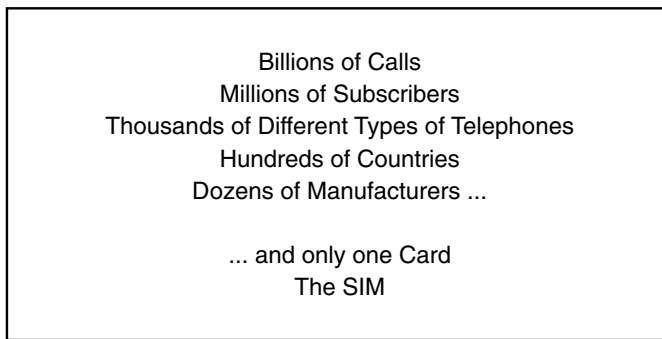 Billions of Calls
Millions of Subscribers
Thousands of Different Types of Telephones
Hundreds of Countries
Dozens of Manufacturers ...
... and only one Card
The SIM